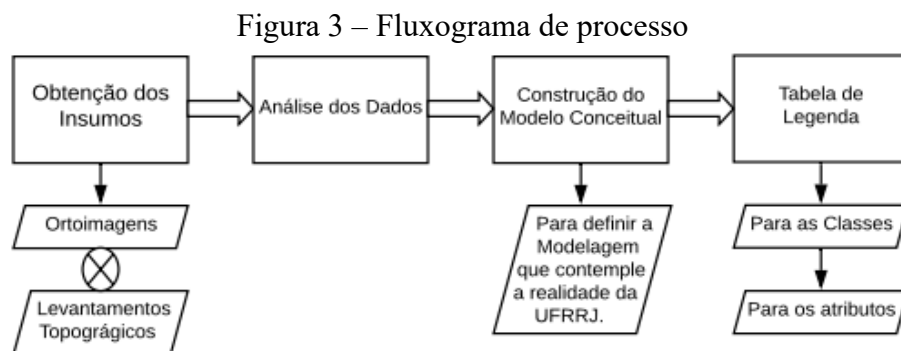 Figura 3 – Fluxograma de processo
Obtenção dos
Insumos
Análise dos Dados
Construção do
Modelo Conceitual
Tabela de
Legenda
Ortoimagens
Levantamentos
Topográgicos
Para definir a
Modelagem
que contemple
a realidade da
UFRRJ.
Para as Classes
Para os atributos